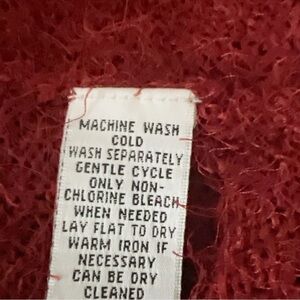 MACHINE WASH
COLD
WASH SEPARATELY
GENTLE CYCLE
ONLY NON-
CHLORINE BLEACH
WHEN NEEDED
LAY FLAT TO DRY
WARM IRON IF
NECESSARY
CAN BE DRY
CLEANED